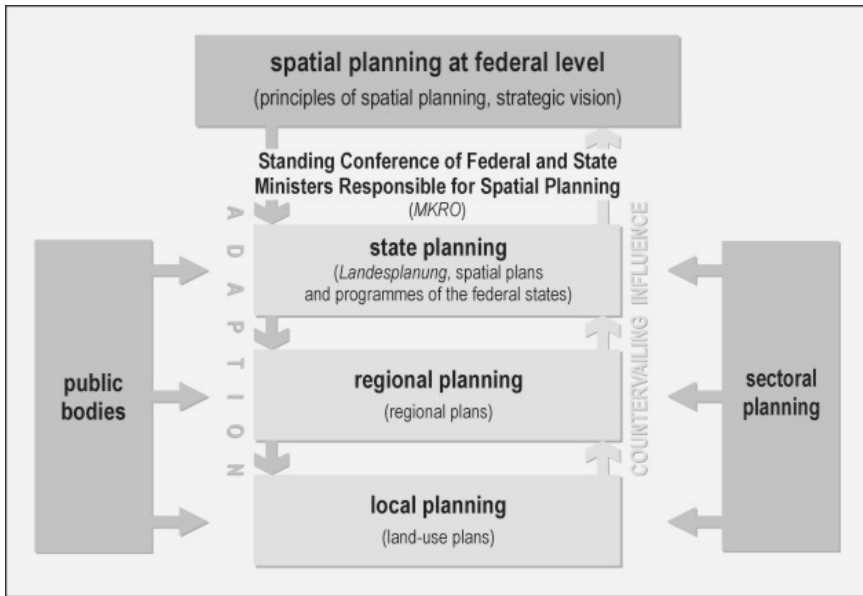 spatial planning at federal level
(principles of spatial planning, strategic vision)
Standing Conference of Federal and State
Ministers Responsible for Spatial Planning
(MKRO)
ADAPTION
COUNTERVAILING INFLUENCE
state planning
(Landesplanung, spatial plans
and programmes of the federal states)
public
bodies
regional planning
(regional plans)
sectoral
planning
local planning
(land-use plans)